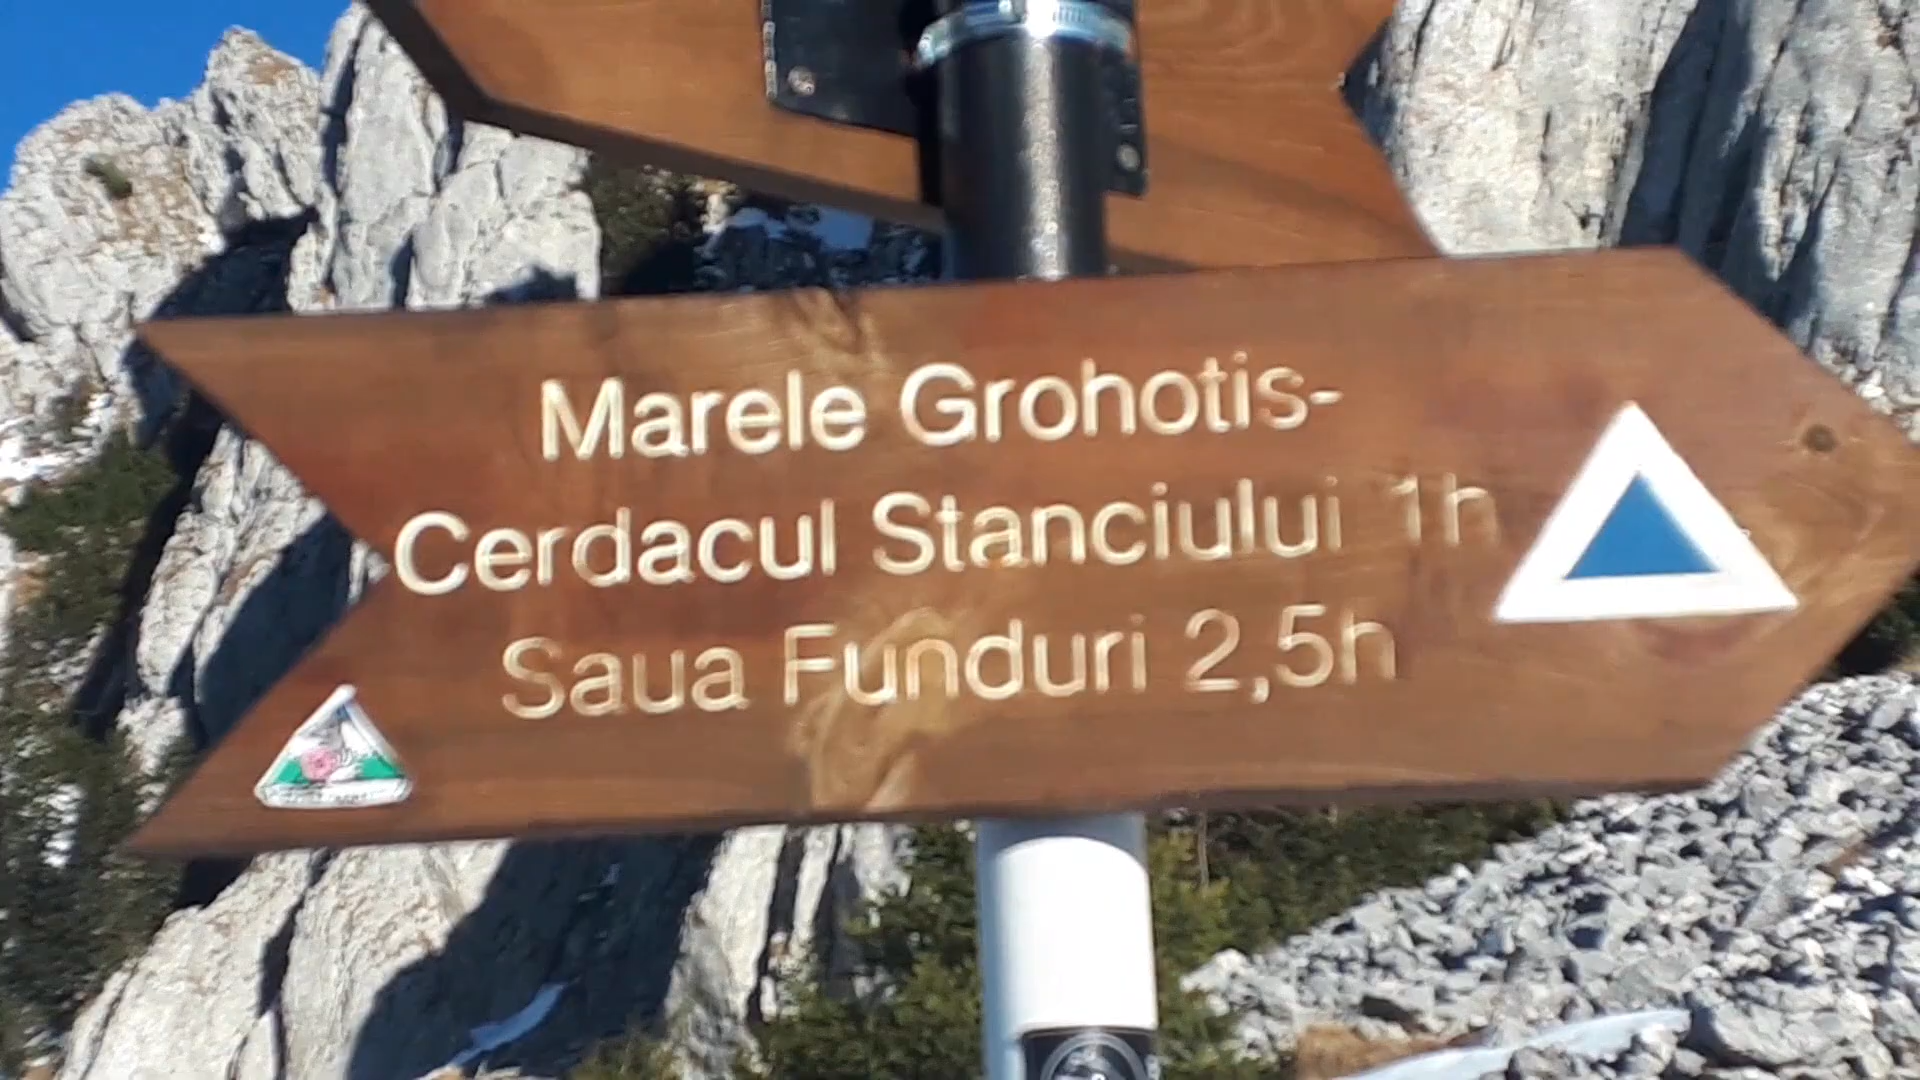 Marele Grohotis-
Cerdacul Stanciului 1h
Saua Funduri 2,5h